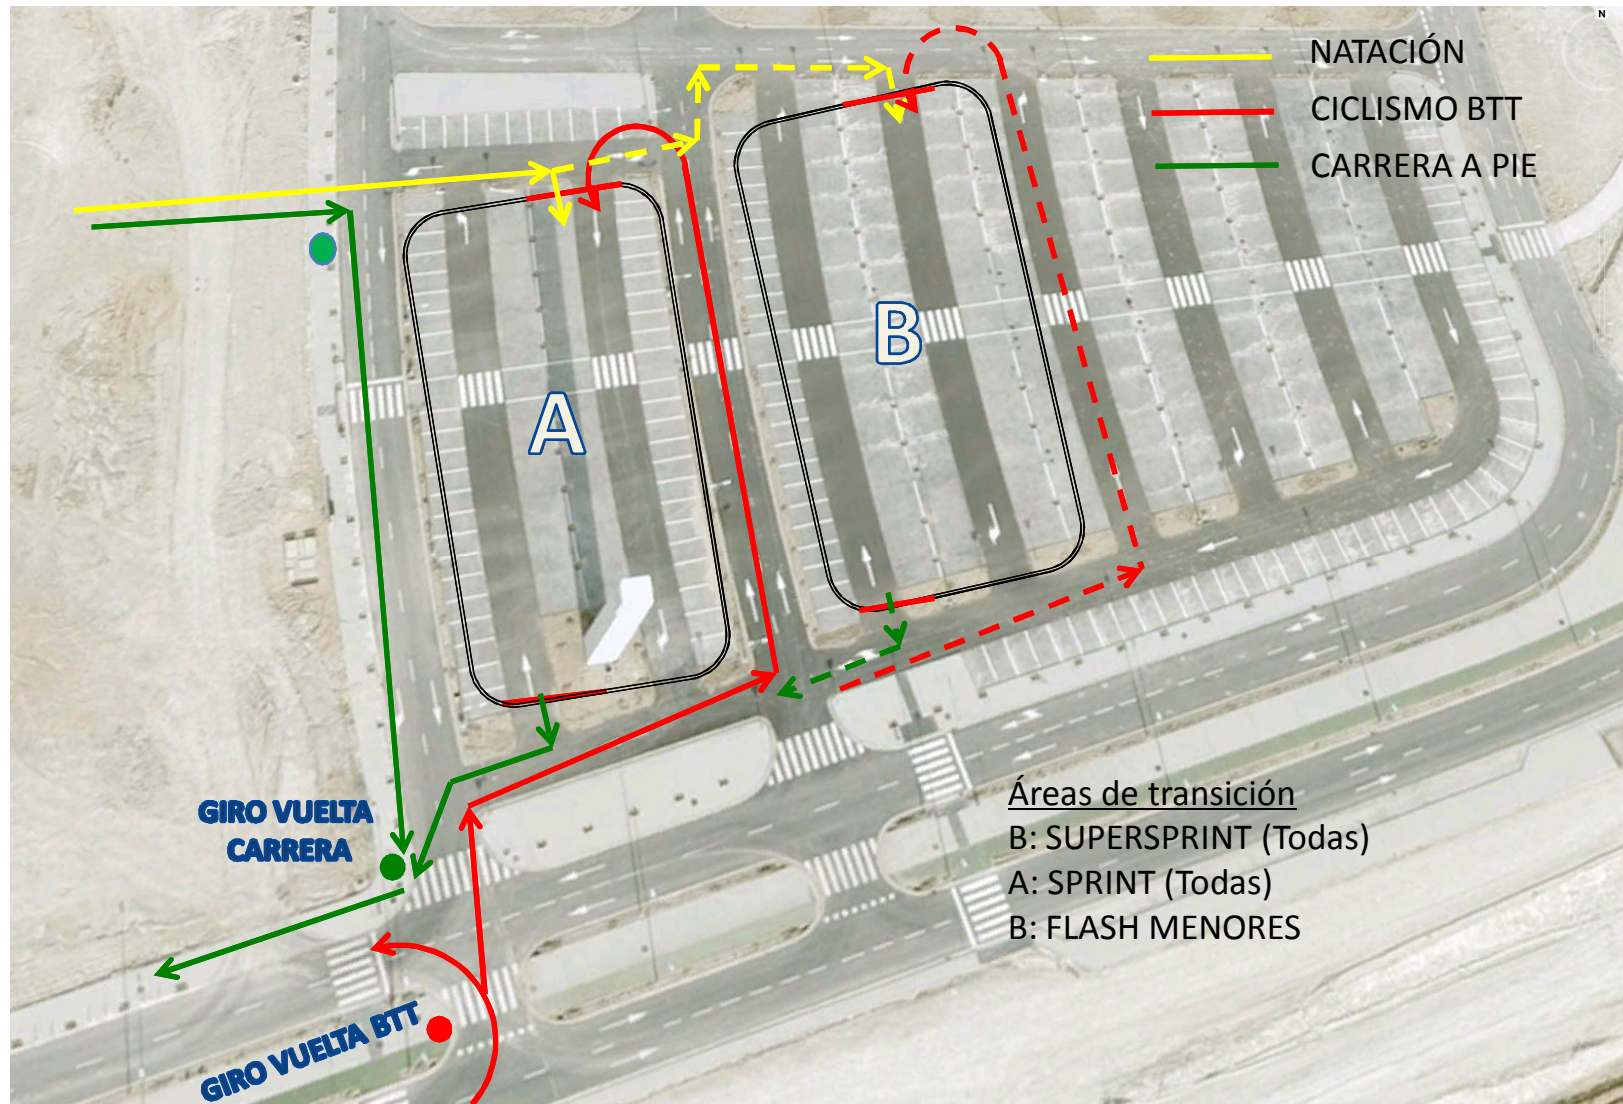 N
NATACIÓN
CICLISMO BTT
CARRERA A PIE
B
A
Áreas de transición
B: SUPERSPRINT (Todas)
A: SPRINT (Todas)
B: FLASH MENORES
GIRO VUELTA
CARRERA
GIRO VUELTA BTT